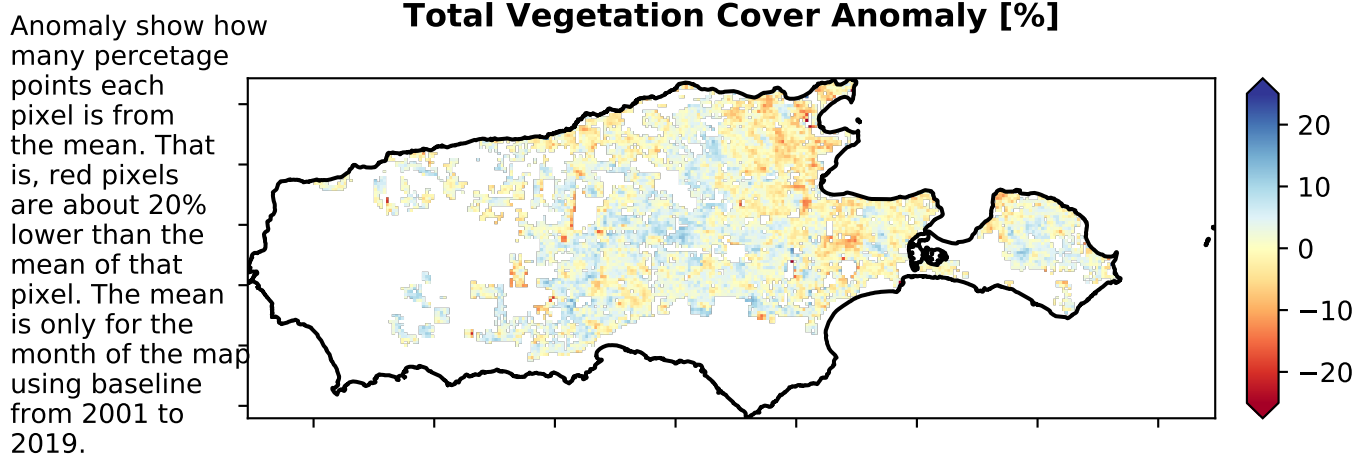 Total Vegetation Cover Anomaly [%]
Anomaly show how
many percetage
points each
pixel is from
the mean. That
is, red pixels
are about 20%
lower than the
mean of that
pixel. The mean
is only for the
month of the map
using baseline
from 2001 to
2019.
20
10
0
−10
−20